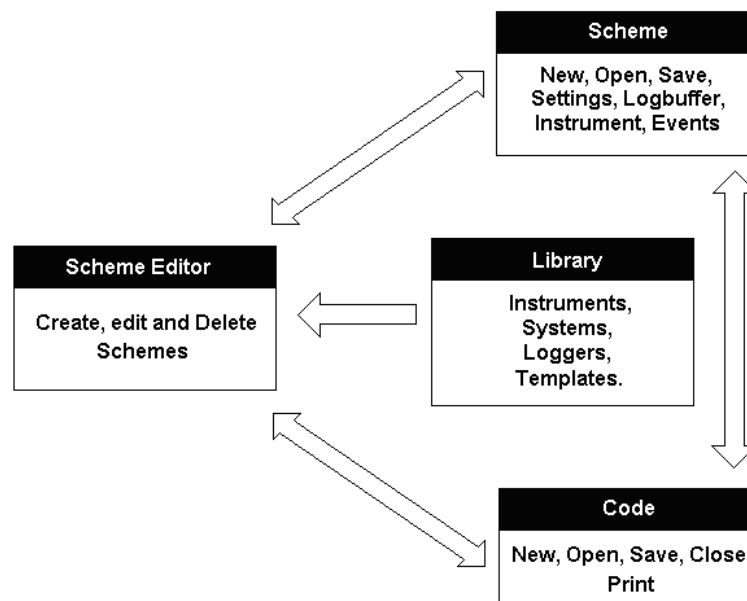 Scheme
New, Open, Save,
Settings, Logbuffer,
Instrument, Events
Scheme Editor
Create, edit and Delete
Schemes
Library
Instruments,
Systems,
Loggers,
Templates.
Code
New, Open, Save, Close
Print